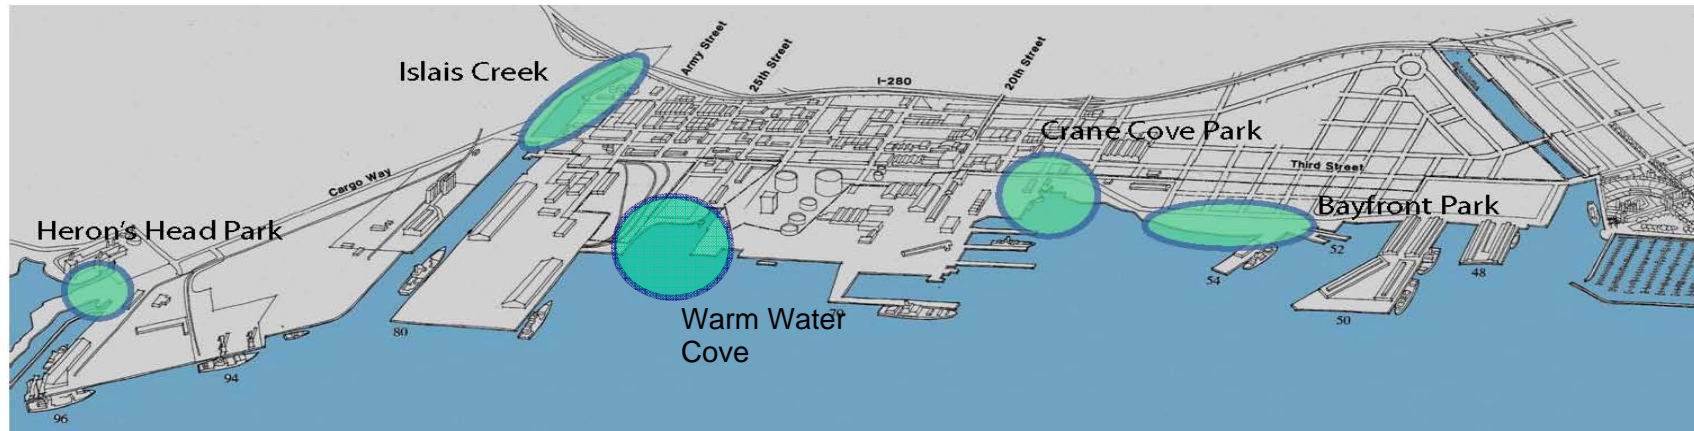 Islais Creek
Army Street
25th Street
I-280
20th Street
Crane Cove Park
Third Street
Cargo Way
Bayfront Park
Heron's Head Park
52
48
54
50
80
70
Warm Water
Cove
94
96